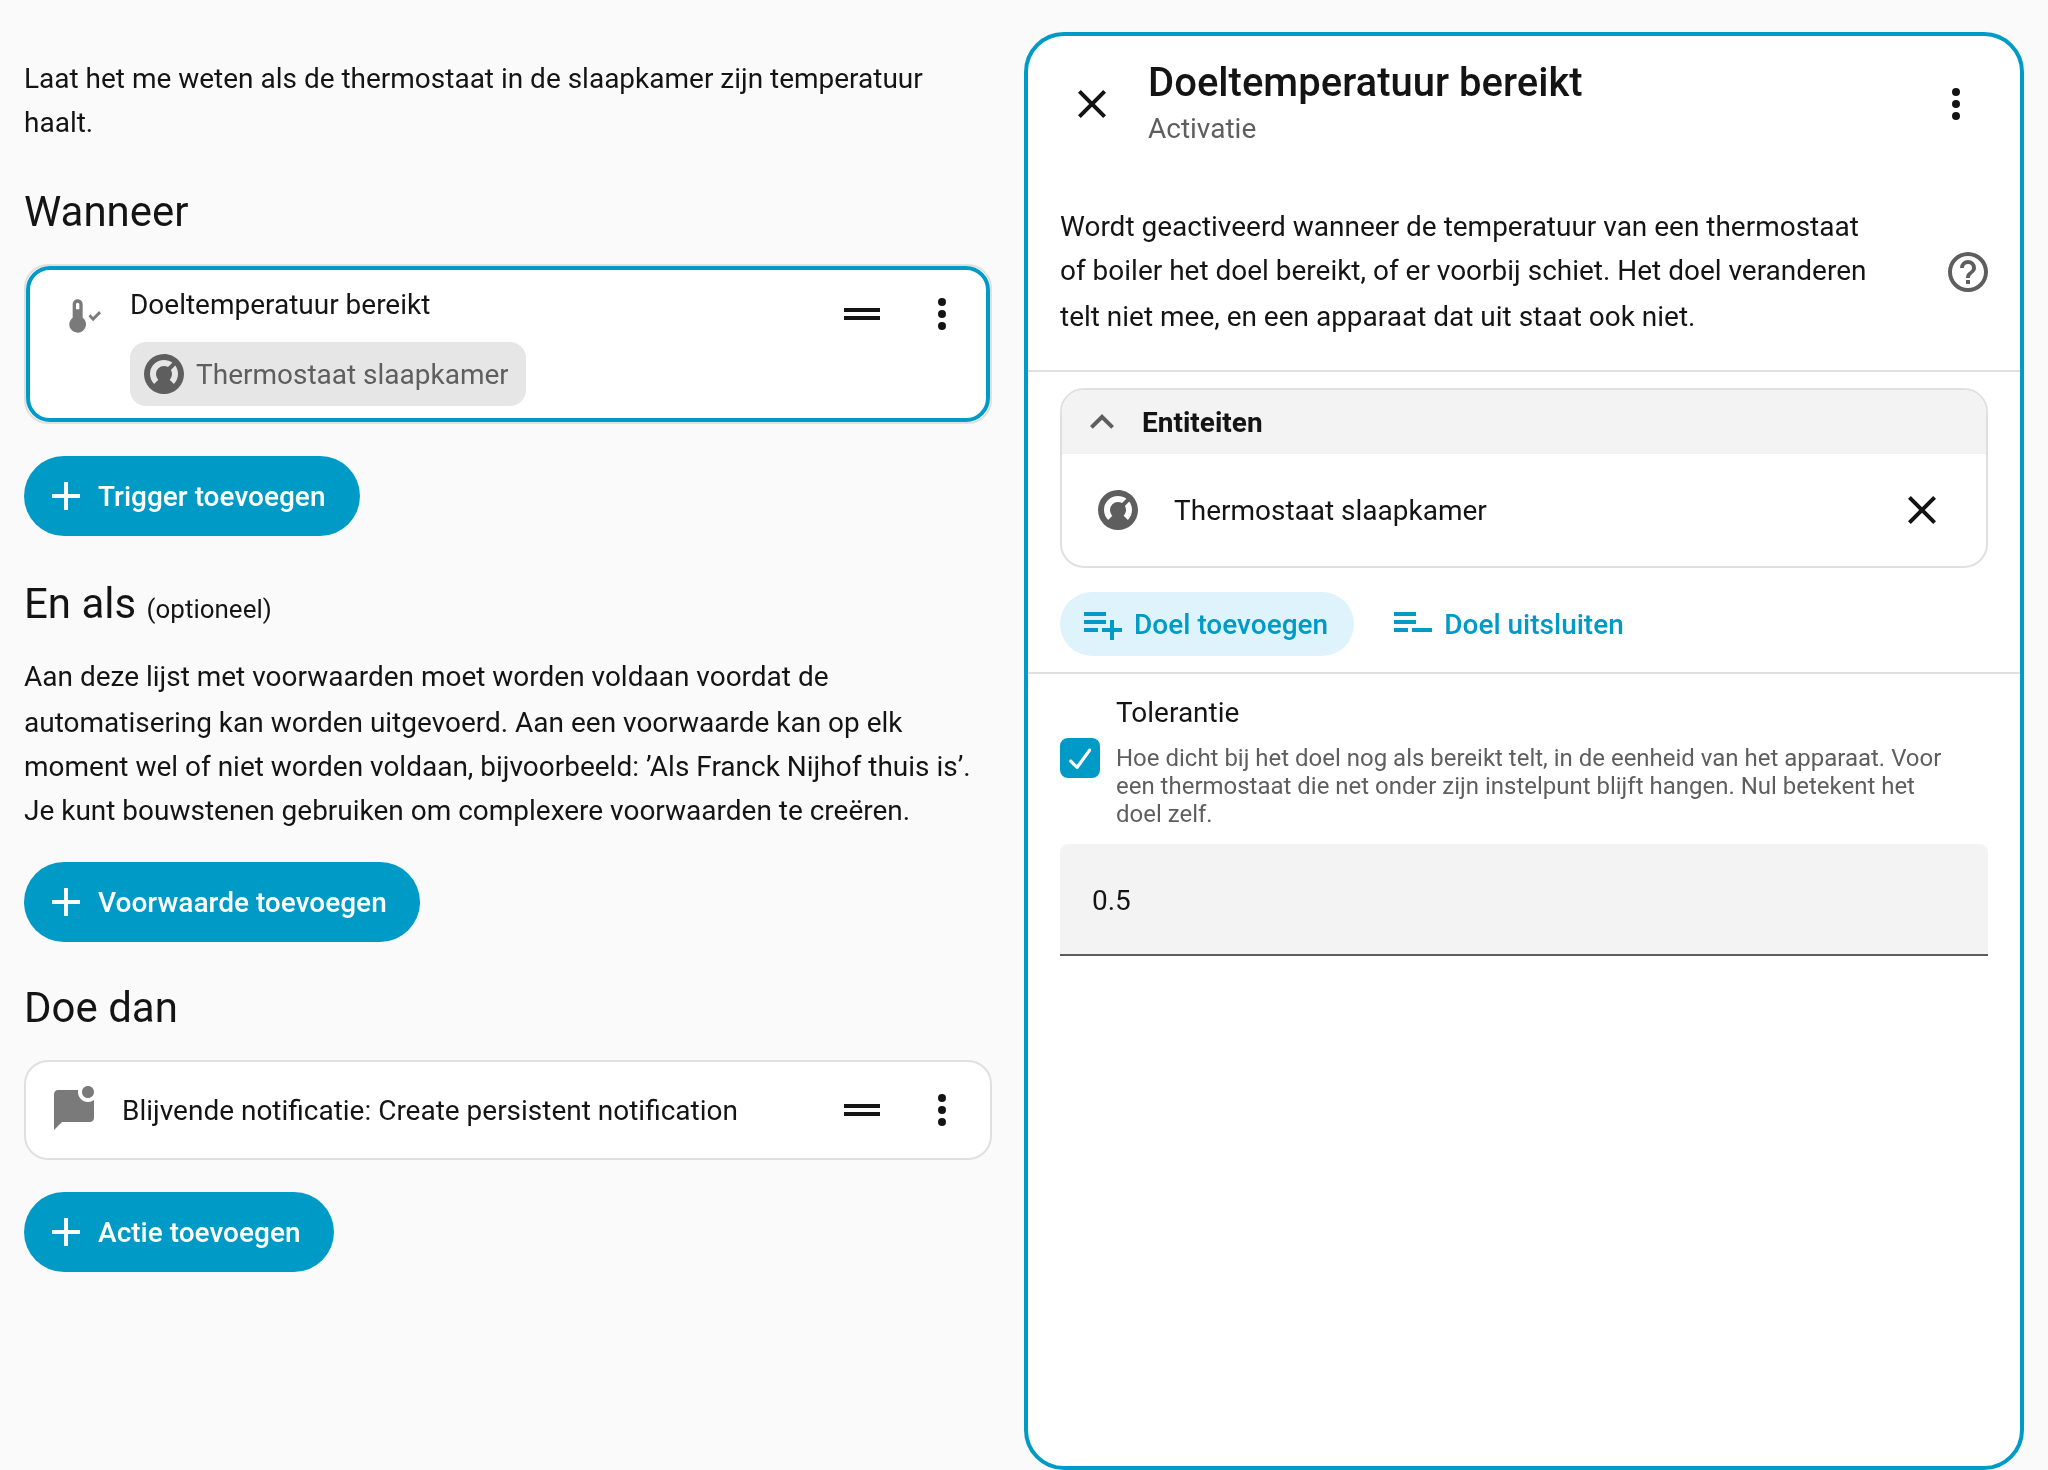 Laat het me weten als de thermostaat in de slaapkamer zijn temperatuur
haalt.
Wanneer
Doeltemperatuur bereikt
Thermostaat slaapkamer
Trigger toevoegen
En als (optioneel)
Aan deze lijst met voorwaarden moet worden voldaan voordat de
automatisering kan worden uitgevoerd. Aan een voorwaarde kan op elk
moment wel of niet worden voldaan, bijvoorbeeld: ’Als Franck Nijhof thuis is’.
Je kunt bouwstenen gebruiken om complexere voorwaarden te creëren.
Voorwaarde toevoegen
Doe dan
Blijvende notificatie: Create persistent notification
Actie toevoegen
Doeltemperatuur bereikt
Activatie
Wordt geactiveerd wanneer de temperatuur van een thermostaat
of boiler het doel bereikt, of er voorbij schiet. Het doel veranderen
telt niet mee, en een apparaat dat uit staat ook niet.
Entiteiten
Thermostaat slaapkamer
Doel toevoegen
Doel uitsluiten
Tolerantie
Hoe dicht bij het doel nog als bereikt telt, in de eenheid van het apparaat. Voor
een thermostaat die net onder zijn instelpunt blijft hangen. Nul betekent het
doel zelf.
0.5